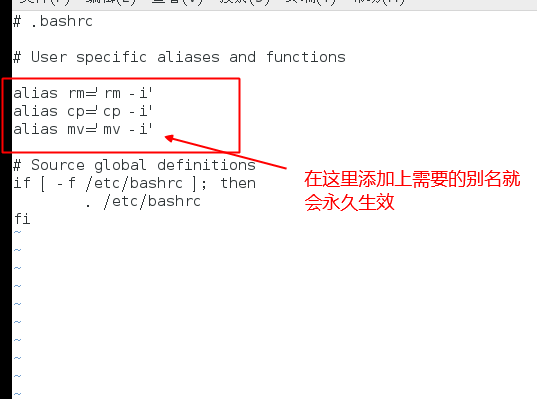 # .bashrc
# User specific aliases and functions
alias rm='rm -i'
alias cp='cp -i'
alias mv='mv -i'
# Source global definitions
if [ -f /etc/bashrc ]; then
. /etc/bashrc
fi
~
~
~
~
~
~
~
~
~
~
在这里添加上需要的别名就
会永久生效